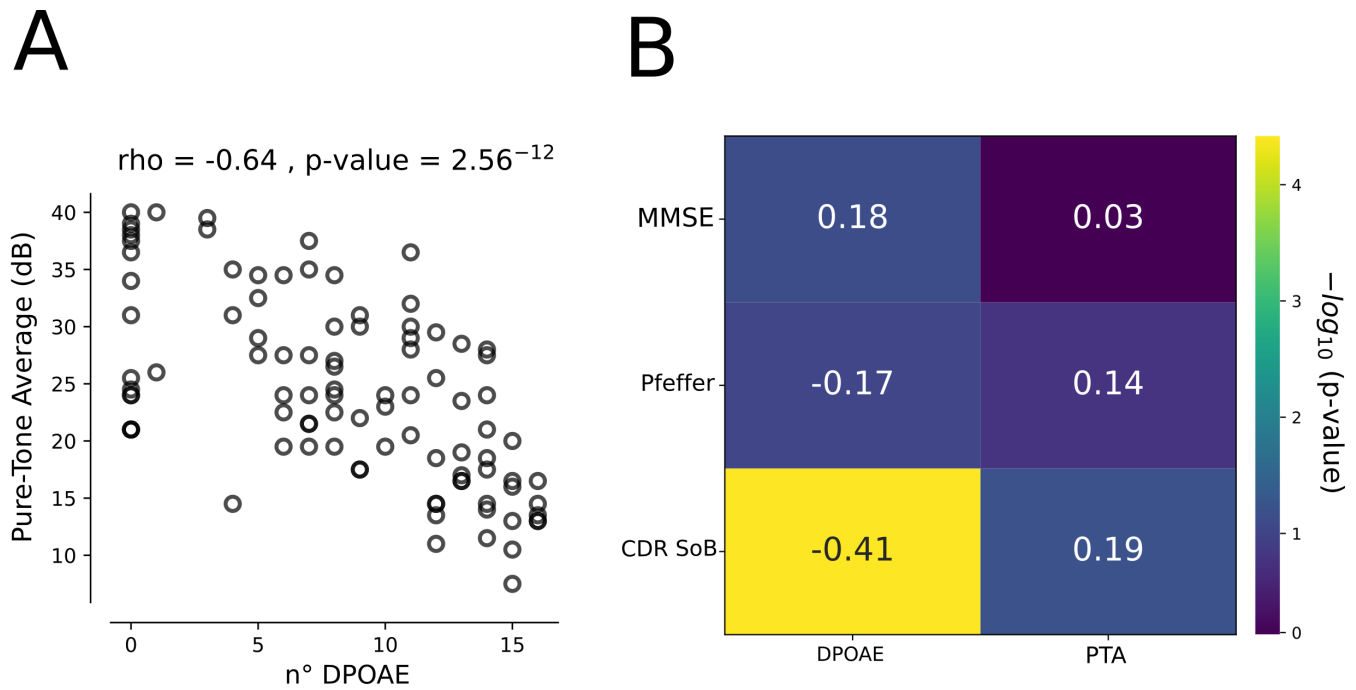 A
B
rho = -0.64 , p-value = 2.56⁻¹²
Pure-Tone Average (dB)
40
35
30
25
20
15
10
0
5
10
15
n° DPOAE
MMSE
Pfeffer
CDR SoB
0.18
0.03
-0.17
0.14
-0.41
0.19
DPOAE
PTA
4
3
2
1
0
−log₁₀ (p-value)